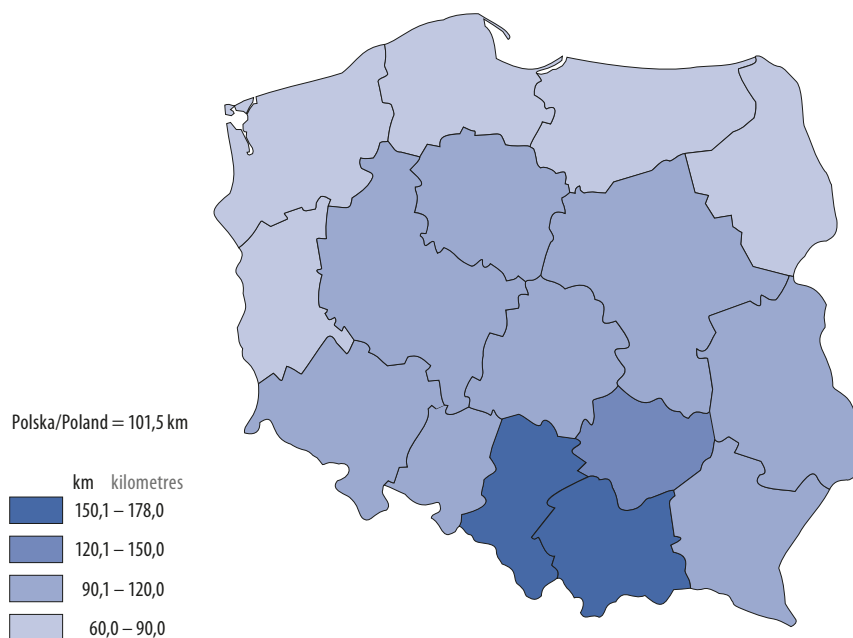 Polska/Poland = 101,5 km
km kilometres
150,1 – 178,0
120,1 – 150,0
90,1 – 120,0
60,0 – 90,0